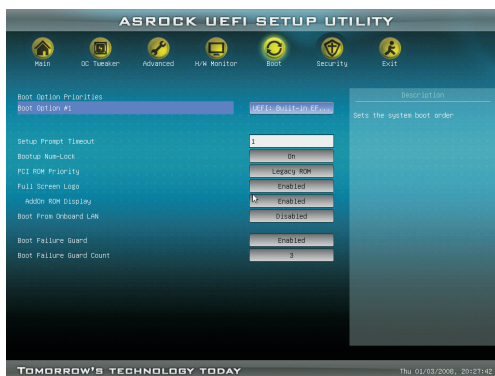 ASROCK UEFI SETUP UTILITY
Main OC Tweaker Advanced H/W Monitor Boot Security Exit
Description
Boot Option Priorities
Boot Option #1 UEFI: Built-in EF...
Sets the system boot order
Setup Prompt Timeout 1
Bootup Num-Lock On
PCI ROM Priority Legacy ROM
Full Screen Logo Enabled
AddOn ROM Display Enabled
Boot From Onboard LAN Disabled
Boot Failure Guard Enabled
Boot Failure Guard Count 3
TOMORROW'S TECHNOLOGY TODAY Thu 01/03/2008, 20:27:42